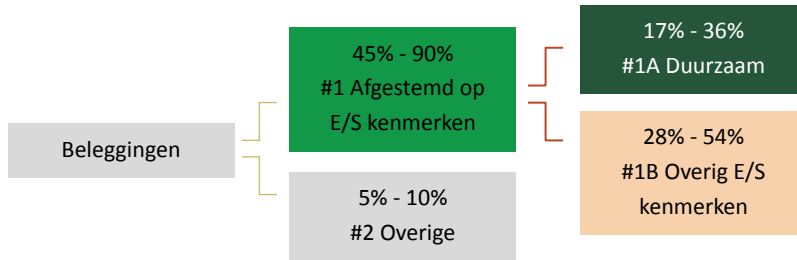 Beleggingen
45% - 90%
#1 Afgestemd op
E/S kenmerken
5% - 10%
#2 Overige
17% - 36%
#1A Duurzaam
28% - 54%
#1B Overig E/S
kenmerken